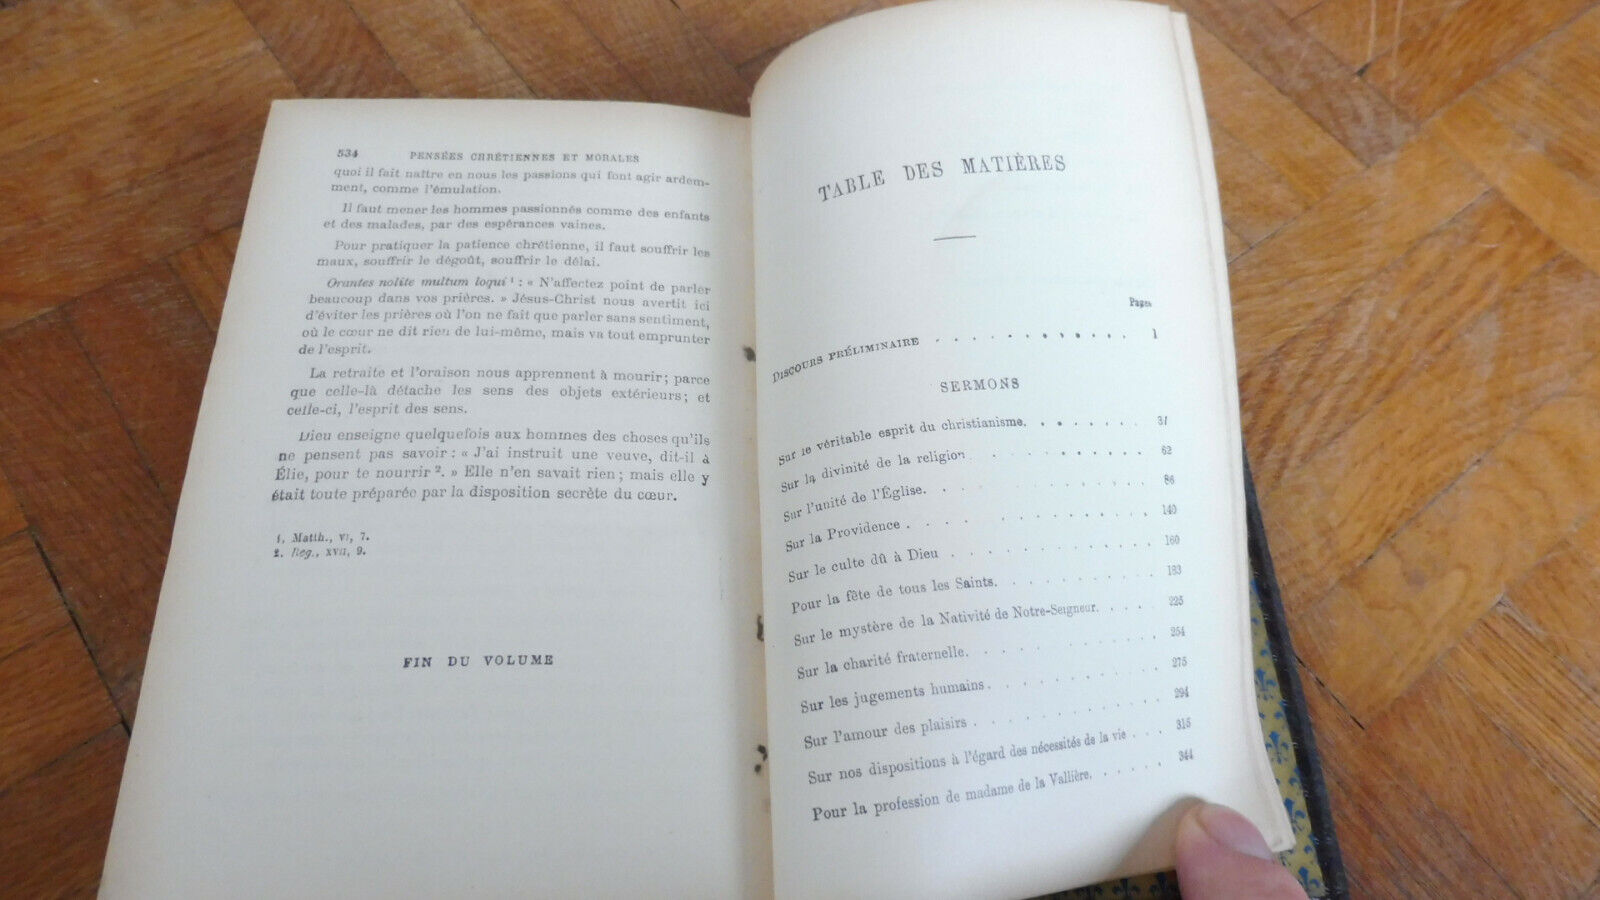 534 PENSÉES CHRÉTIENNES ET MORALES
quoi il fait naître en nous les passions qui font agir ardem-
ment, comme l'émulation.
Il faut mener les hommes passionnés comme des enfants
et des malades, par des espérances vaines.
Pour pratiquer la patience chrétienne, il faut souffrir les
maux, souffrir le dégoût, souffrir le délai.
Orantes nolite multum loqui 1 : « N'affectez point de parler
beaucoup dans vos prières. » Jésus-Christ nous avertit ici
d'éviter les prières où l'on ne fait que parler sans sentiment,
où le cœur ne dit rien de lui-même, mais va tout emprunter
de l'esprit.
La retraite et l'oraison nous apprennent à mourir; parce
que celle-là détache les sens des objets extérieurs; et
celle-ci, l'esprit des sens.
Dieu enseigne quelquefois aux hommes des choses qu'ils
ne pensent pas savoir : « J'ai instruit une veuve, dit-il à
Élie, pour te nourrir 2. » Elle n'en savait rien; mais elle y
était toute préparée par la disposition secrète du cœur.
1. Matth., VI, 7.
2. Reg., XVII, 9.
FIN DU VOLUME
TABLE DES MATIÈRES
Pages
DISCOURS PRÉLIMINAIRE . . . . . . . . . . . 1
SERMONS
Sur le véritable esprit du christianisme. . . . . . . 31
Sur la divinité de la religion . . . . . . . . . 62
Sur l'unité de l'Église. . . . . . . . . . . 86
Sur la Providence . . . . . . . . . . . . 140
Sur le culte dû à Dieu . . . . . . . . . . 160
Pour la fête de tous les Saints. . . . . . . . . 193
Sur le mystère de la Nativité de Notre-Seigneur. . . . . 225
Sur la charité fraternelle. . . . . . . . . . 254
Sur les jugements humains . . . . . . . . . 275
Sur l'amour des plaisirs . . . . . . . . . . 294
Sur nos dispositions à l'égard des nécessités de la vie . . . 315
Pour la profession de madame de la Vallière. . . . . . 344